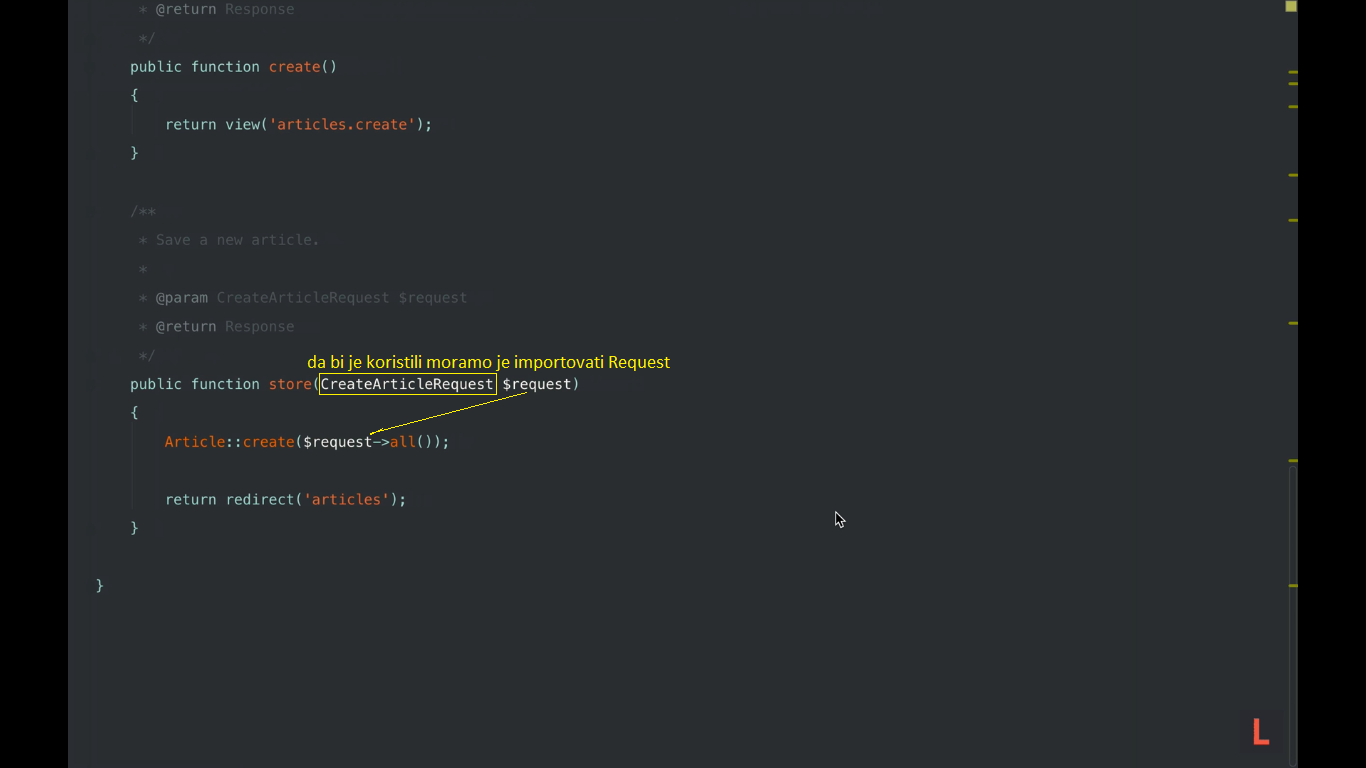 * @return Response
*/
public function create()
{
return view('articles.create');
}
/**
* Save a new article.
*
* @param CreateArticleRequest $request
* @return Response
*/
da bi je koristili moramo je importovati Request
public function store(CreateArticleRequest $request)
{
Article::create($request->all());
return redirect('articles');
}
}
L